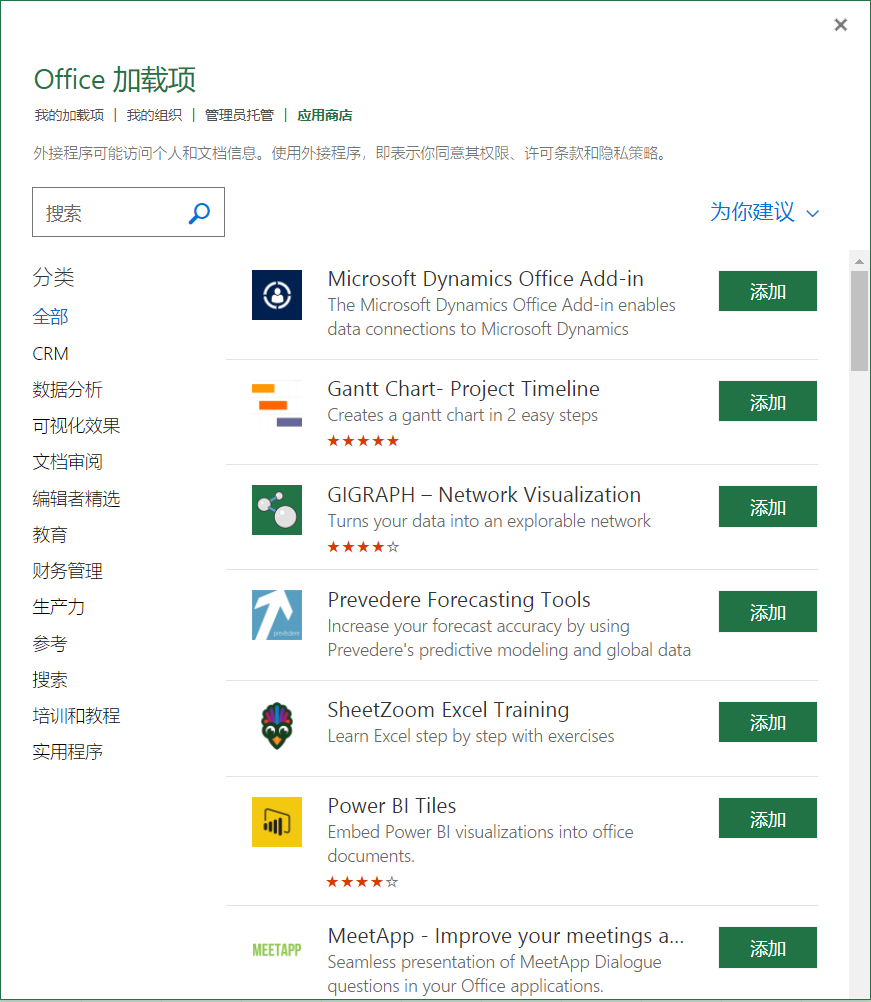 Office 加载项
我的加载项 | 我的组织 | 管理员托管 | 应用商店
外接程序可能访问个人和文档信息。使用外接程序，即表示你同意其权限、许可条款和隐私策略。
搜索
为你建议
分类
全部
CRM
数据分析
可视化效果
文档审阅
编辑者精选
教育
财务管理
生产力
参考
搜索
培训和教程
实用程序
Microsoft Dynamics Office Add-in
The Microsoft Dynamics Office Add-in enables
data connections to Microsoft Dynamics
添加
Gantt Chart- Project Timeline
Creates a gantt chart in 2 easy steps
添加
GIGRAPH – Network Visualization
Turns your data into an explorable network
添加
prevedere
Prevedere Forecasting Tools
Increase your forecast accuracy by using
Prevedere's predictive modeling and global data
添加
SheetZoom Excel Training
Learn Excel step by step with exercises
添加
Power BI Tiles
Embed Power BI visualizations into office
documents.
添加
MEETAPP
MeetApp - Improve your meetings a...
Seamless presentation of MeetApp Dialogue
questions in your Office applications.
添加